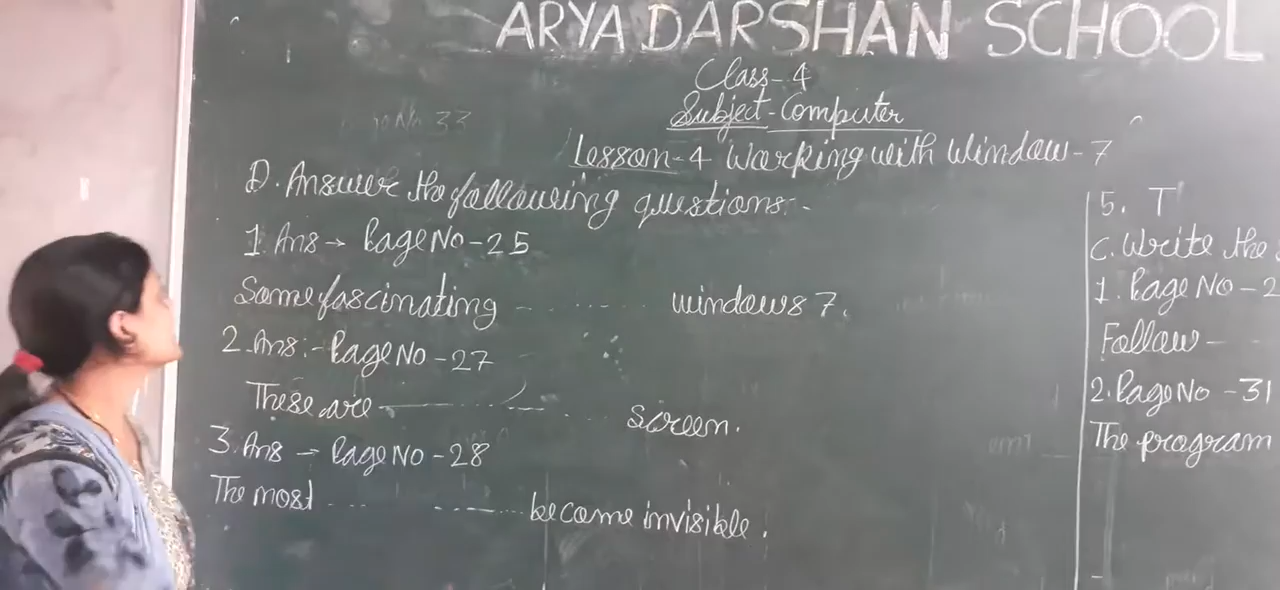 ARYA DARSHAN SCHOOL
Class-4
Subject-Computer
Lesson-4 Working with Window-7
D. Answer the following questions:-
1. Ans → Page No-25
Some fascinating - ...... windows 7.
2. Ans:- Page No-27
These are ------ screen.
3. Ans → Page No-28
The most ... ------ become invisible.
5. T
C. Write the
1. Page No-2
Follow -
2. Page No-31
The program